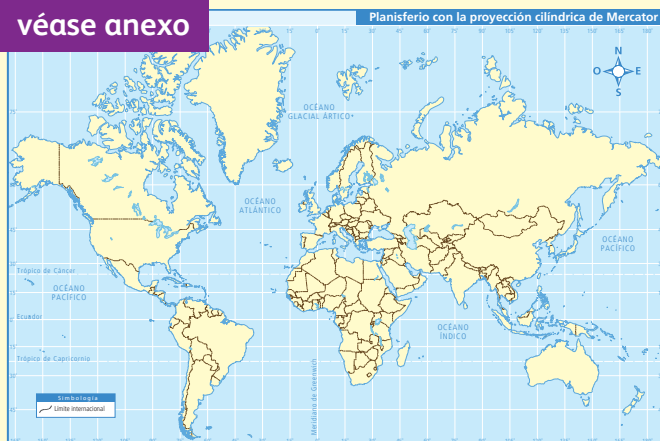 véase anexo
Planisferio con la proyección cilíndrica de Mercator
N
O
E
S
OCÉANO
GLACIAL ÁRTICO
OCÉANO
ATLÁNTICO
OCÉANO
PACÍFICO
Trópico de Cáncer
OCÉANO
PACÍFICO
Ecuador
OCÉANO
ÍNDICO
Trópico de Capricornio
Meridiano de Greenwich
Simbología
Límite internacional